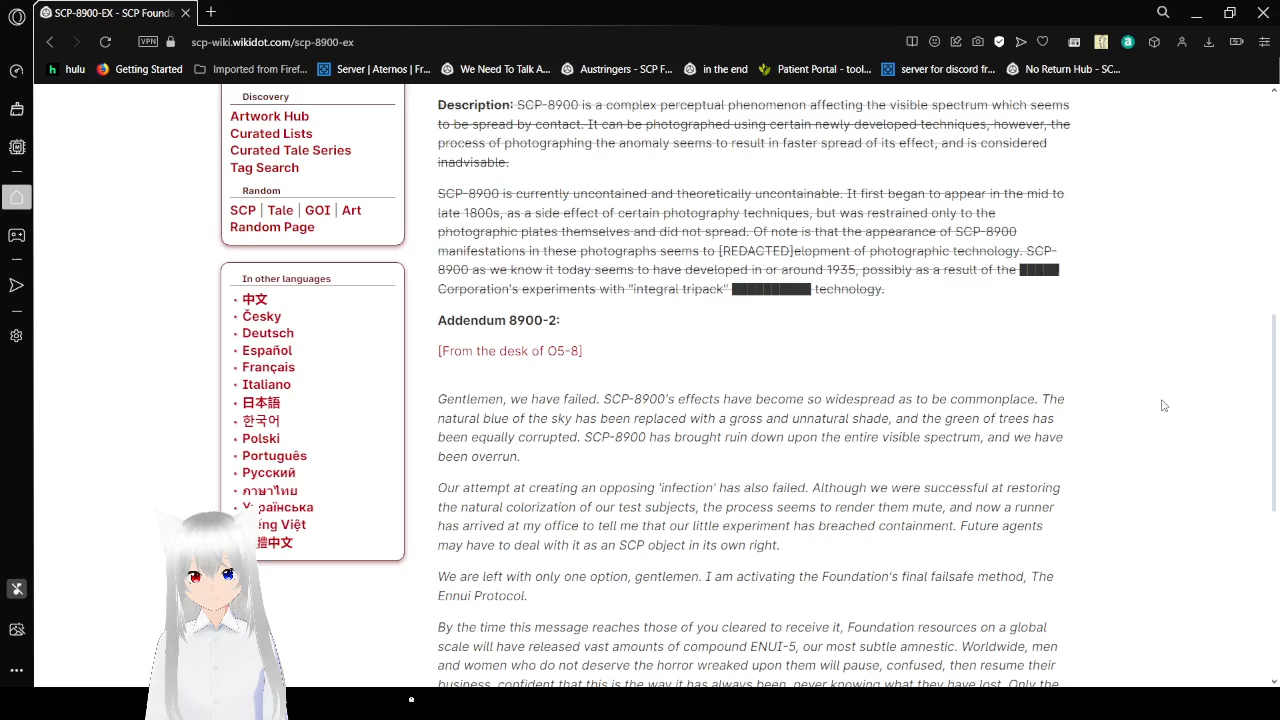 SCP-8900-EX - SCP Founda
VPN
scp-wiki.wikidot.com/scp-8900-ex
hulu
Getting Started
Imported from Firef...
Server | Aternos | Fr...
We Need To Talk A...
Austringers - SCP F...
in the end
Patient Portal - tool...
server for discord fr...
No Return Hub - SC...
Discovery
Artwork Hub
Curated Lists
Curated Tale Series
Tag Search
Random
SCP | Tale | GOI | Art
Random Page
In other languages
中文
Česky
Deutsch
Español
Français
Italiano
日本語
한국어
Polski
Português
Русский
ภาษาไทย
Українська
ếng Việt
體中文
Description: SCP-8900 is a complex perceptual phenomenon affecting the visible spectrum which seems
to be spread by contact. It can be photographed using certain newly developed techniques, however, the
process of photographing the anomaly seems to result in faster spread of its effect, and is considered
inadvisable.
SCP-8900 is currently uncontained and theoretically uncontainable. It first began to appear in the mid to
late 1800s, as a side effect of certain photography techniques, but was restrained only to the
photographic plates themselves and did not spread. Of note is that the appearance of SCP-8900
manifestations in these photographs seems to [REDACTED]elopment of photographic technology. SCP-
8900 as we know it today seems to have developed in or around 1935, possibly as a result of the █████
Corporation's experiments with "integral tripack" ██████████ technology.
Addendum 8900-2:
[From the desk of O5-8]
Gentlemen, we have failed. SCP-8900's effects have become so widespread as to be commonplace. The
natural blue of the sky has been replaced with a gross and unnatural shade, and the green of trees has
been equally corrupted. SCP-8900 has brought ruin down upon the entire visible spectrum, and we have
been overrun.
Our attempt at creating an opposing 'infection' has also failed. Although we were successful at restoring
the natural colorization of our test subjects, the process seems to render them mute, and now a runner
has arrived at my office to tell me that our little experiment has breached containment. Future agents
may have to deal with it as an SCP object in its own right.
We are left with only one option, gentlemen. I am activating the Foundation's final failsafe method, The
Ennui Protocol.
By the time this message reaches those of you cleared to receive it, Foundation resources on a global
scale will have released vast amounts of compound ENUI-5, our most subtle amnestic. Worldwide, men
and women who do not deserve the horror wreaked upon them will pause, confused, then resume their
business, confident that this is the way it has always been, never knowing what they have lost. Only the